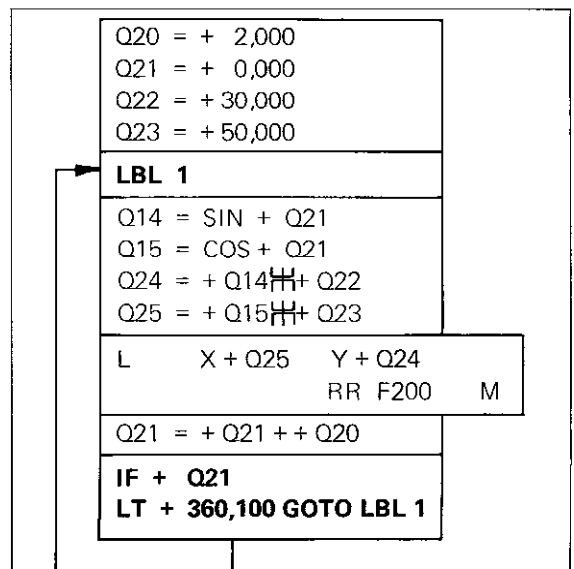 Q20 = + 2,000
Q21 = + 0,000
Q22 = + 30,000
Q23 = + 50,000
LBL 1
Q14 = SIN + Q21
Q15 = COS + Q21
Q24 = + Q14 ⵌ + Q22
Q25 = + Q15 ⵌ + Q23
L X + Q25 Y + Q24
RR F200 M
Q21 = + Q21 + + Q20
IF + Q21
LT + 360,100 GOTO LBL 1